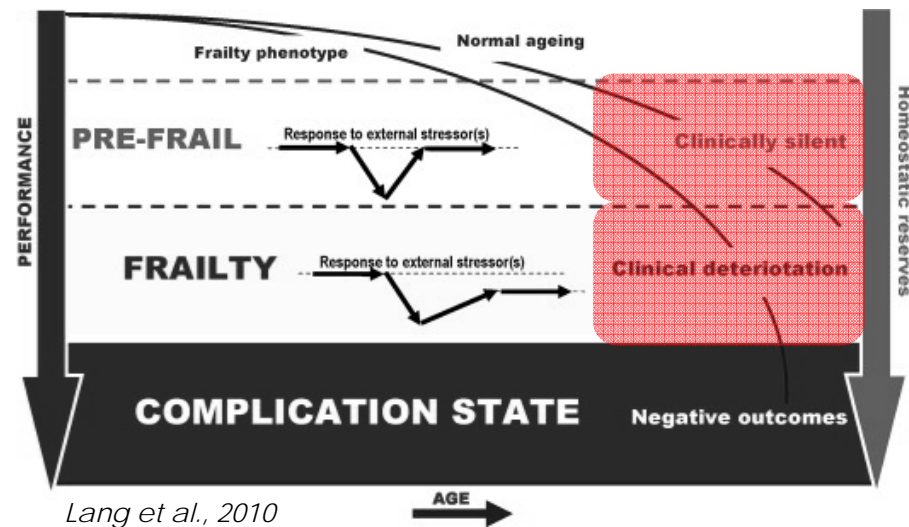 Normal ageing
Frailty phenotype
PERFORMANCE
Homeostatic reserves
PRE-FRAIL
Response to external stressor(s)
Clinically silent
FRAILTY
Response to external stressor(s)
Clinical deteriotation
COMPLICATION STATE
Negative outcomes
AGE
Lang et al., 2010